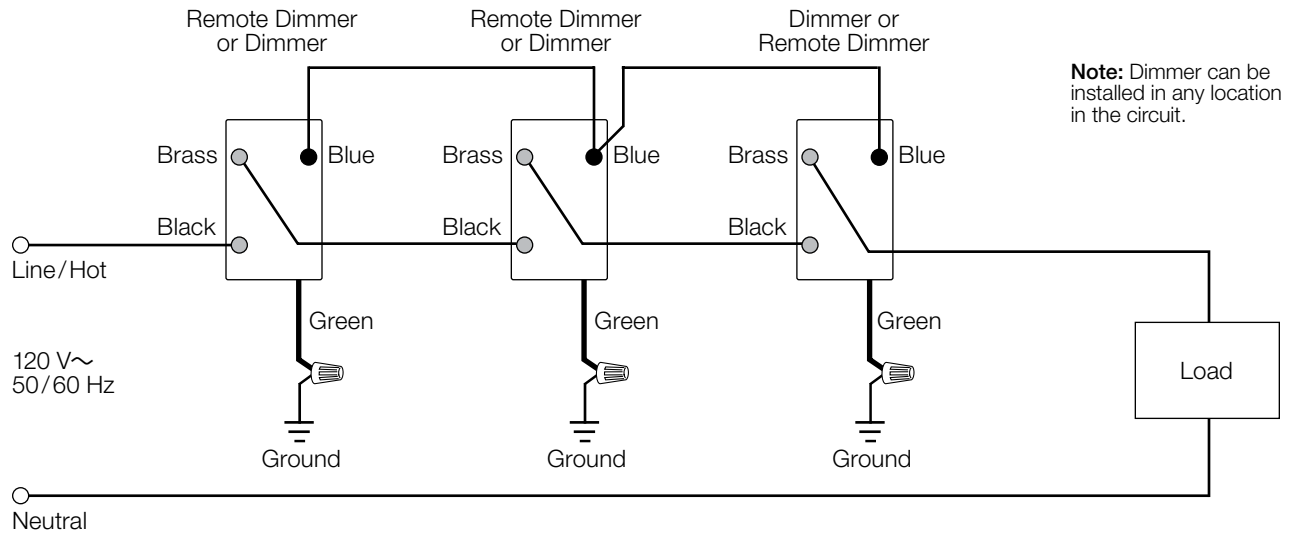 Remote Dimmer
or Dimmer
Remote Dimmer
or Dimmer
Dimmer or
Remote Dimmer
Note: Dimmer can be
installed in any location
in the circuit.
Brass
Blue
Brass
Blue
Brass
Blue
Black
Black
Black
Line/Hot
Green
Green
Green
120 V~
50/60 Hz
Load
Ground
Ground
Ground
Neutral